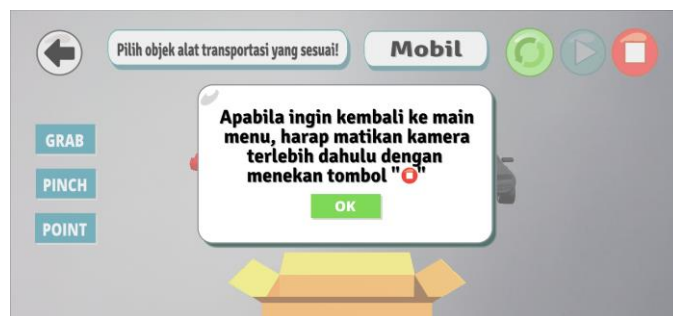 Pilih objek alat transportasi yang sesuai!
Mobil
GRAB
PINCH
POINT
Apabila ingin kembali ke main
menu, harap matikan kamera
terlebih dahulu dengan
menekan tombol ""
OK